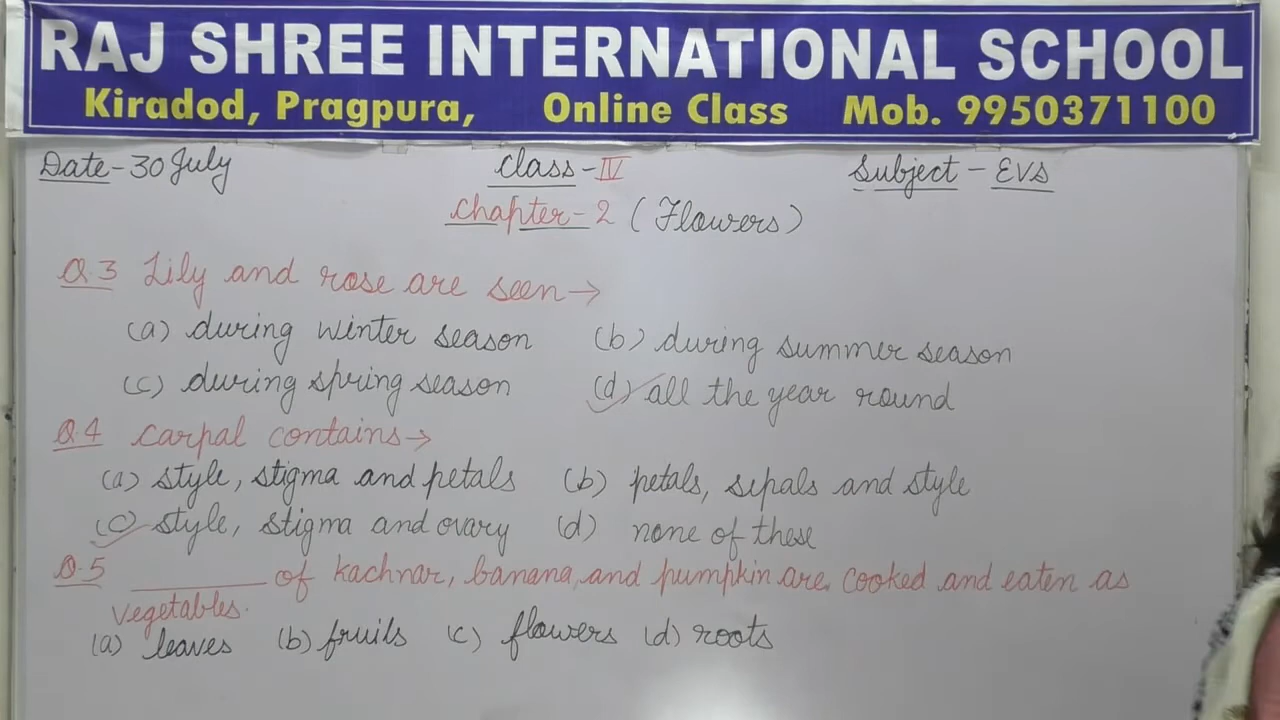 RAJ SHREE INTERNATIONAL SCHOOL
Kiradod, Pragpura, Online Class Mob. 9950371100
Date-30 July Class-IV Subject-EVS
Chapter-2 (Flowers)
Q.3 Lily and rose are seen→
(a) during winter season (b) during summer season
(c) during spring season (d) all the year round
Q.4 Carpal contains→
(a) style, stigma and petals (b) petals, sepals and style
(c) style, stigma and ovary (d) none of these
Q.5 ________ of kachnar, banana, and pumpkin are cooked and eaten as
vegetables.
(a) leaves (b) fruits (c) flowers (d) roots